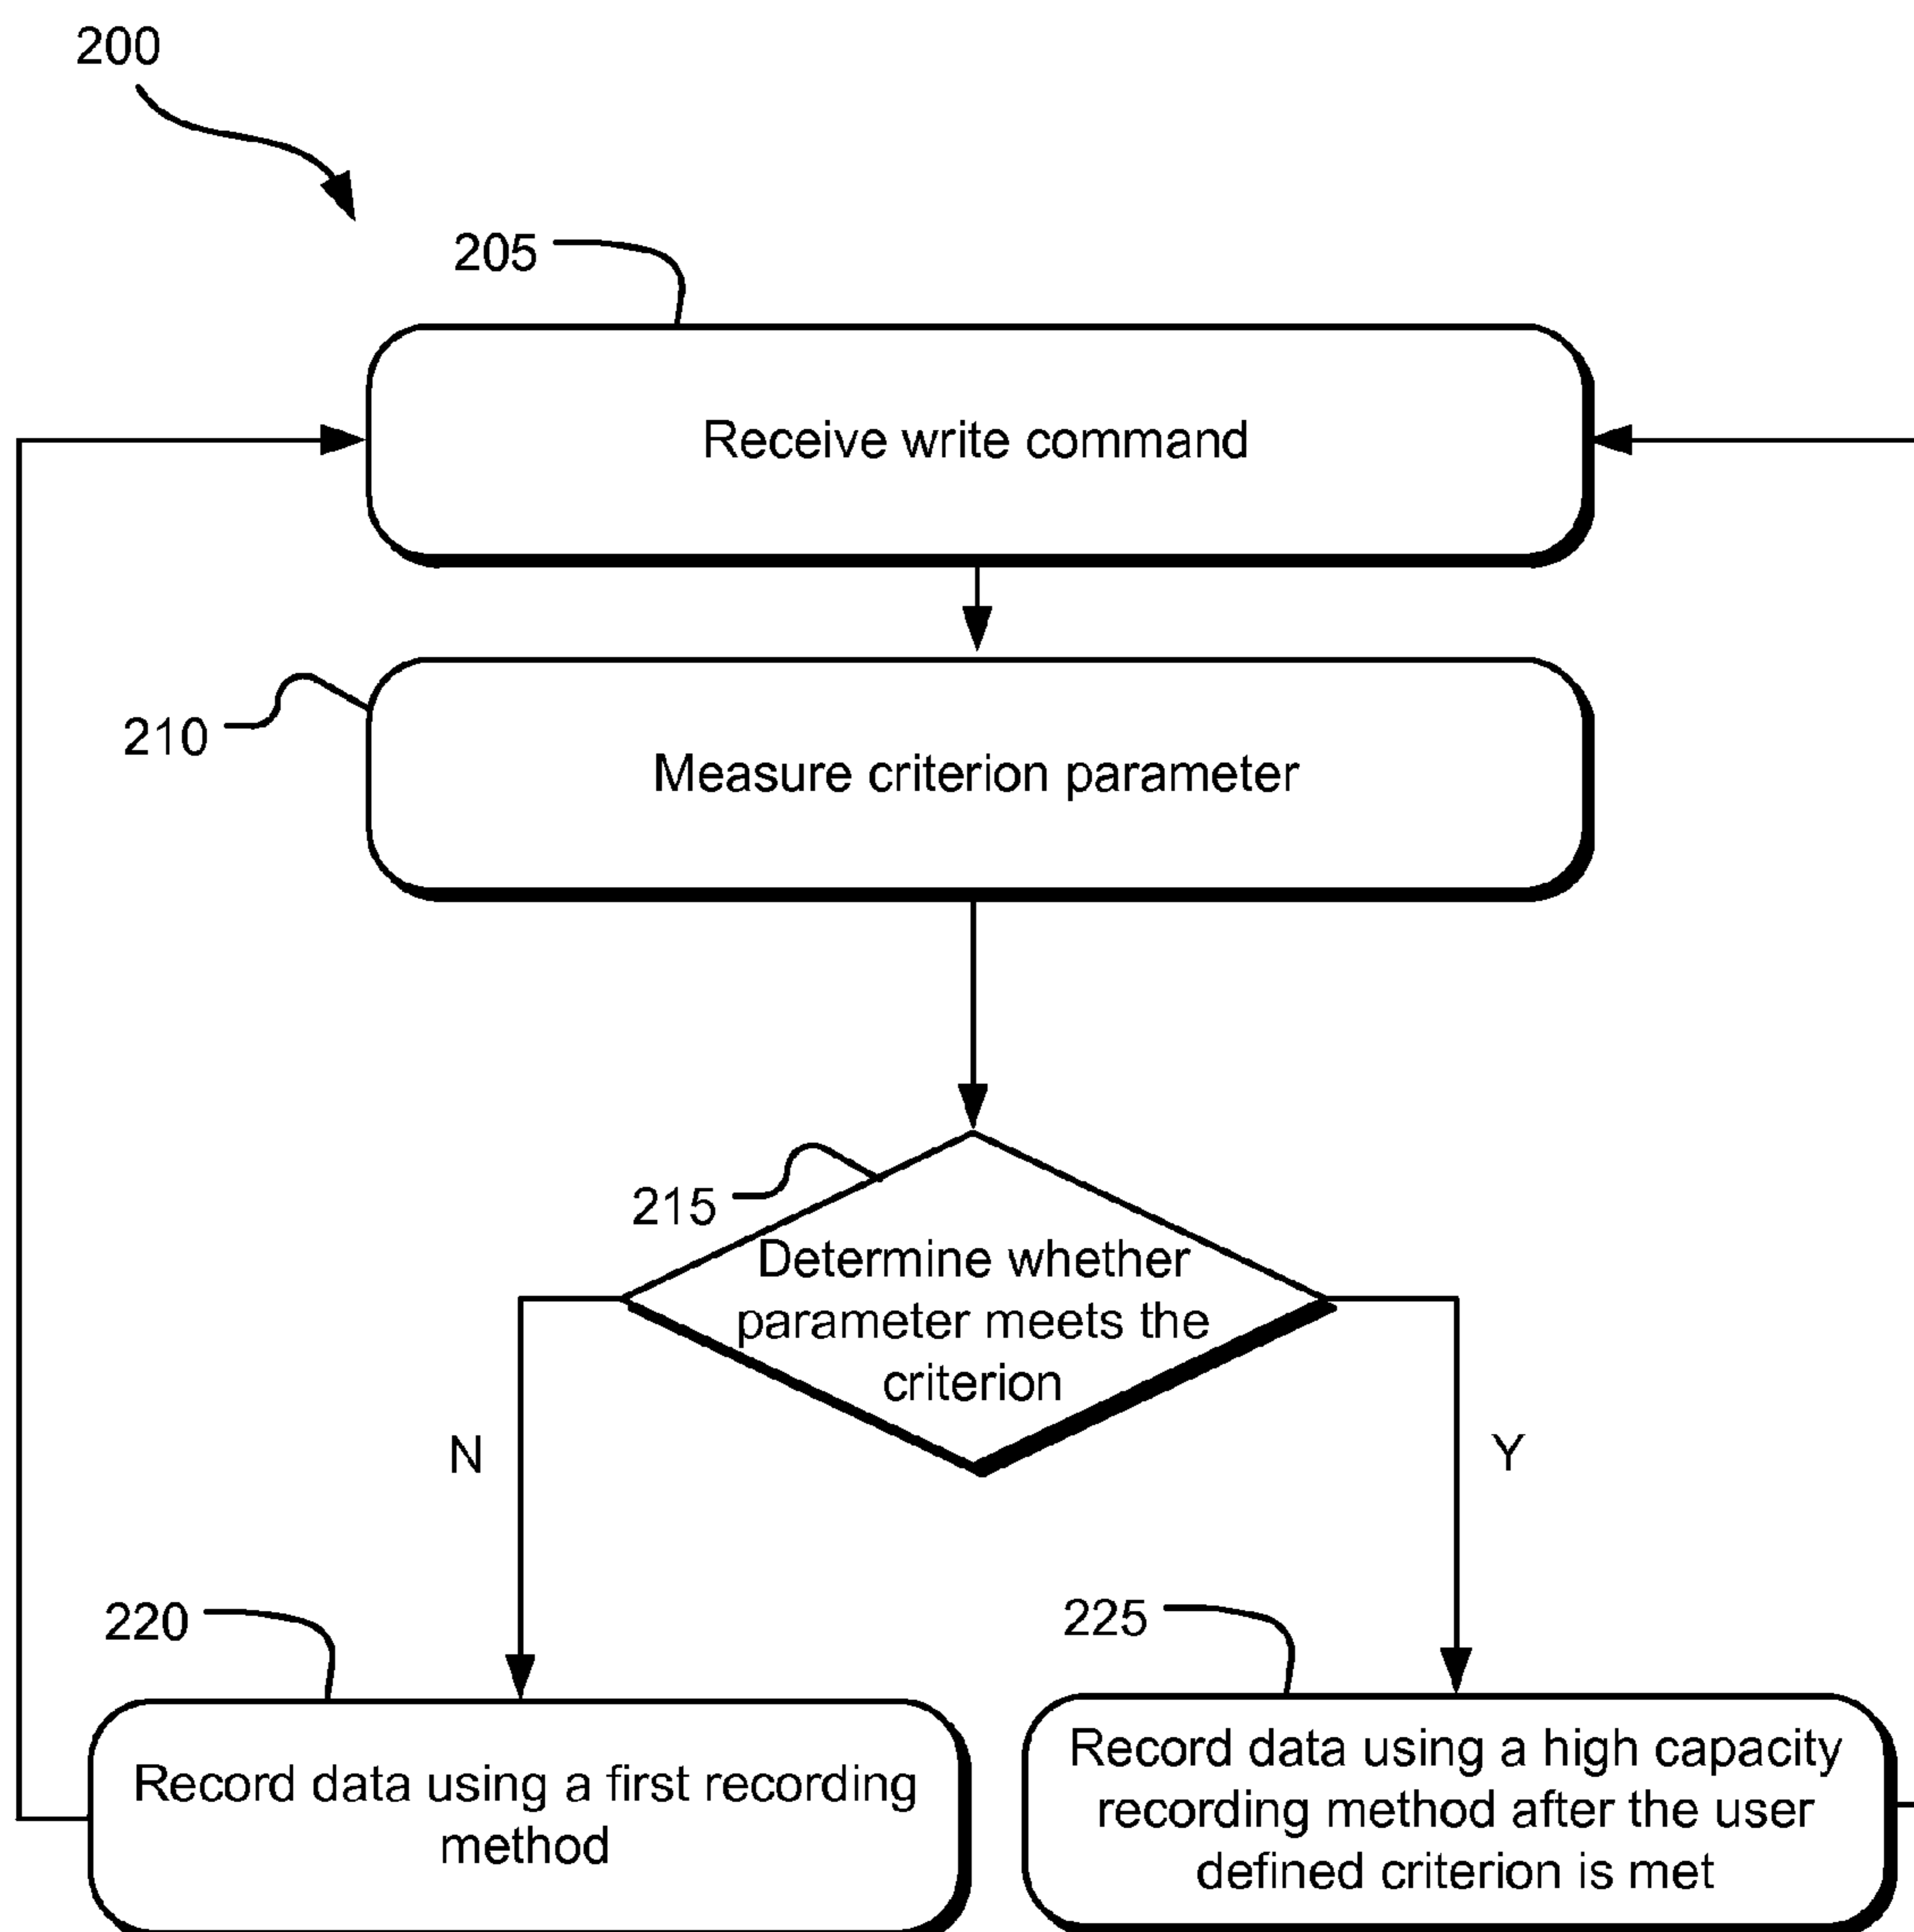 200
205
Receive write command
210
Measure criterion parameter
215
Determine whether
parameter meets the
criterion
N
Y
220
Record data using a first recording
method
225
Record data using a high capacity
recording method after the user
defined criterion is met